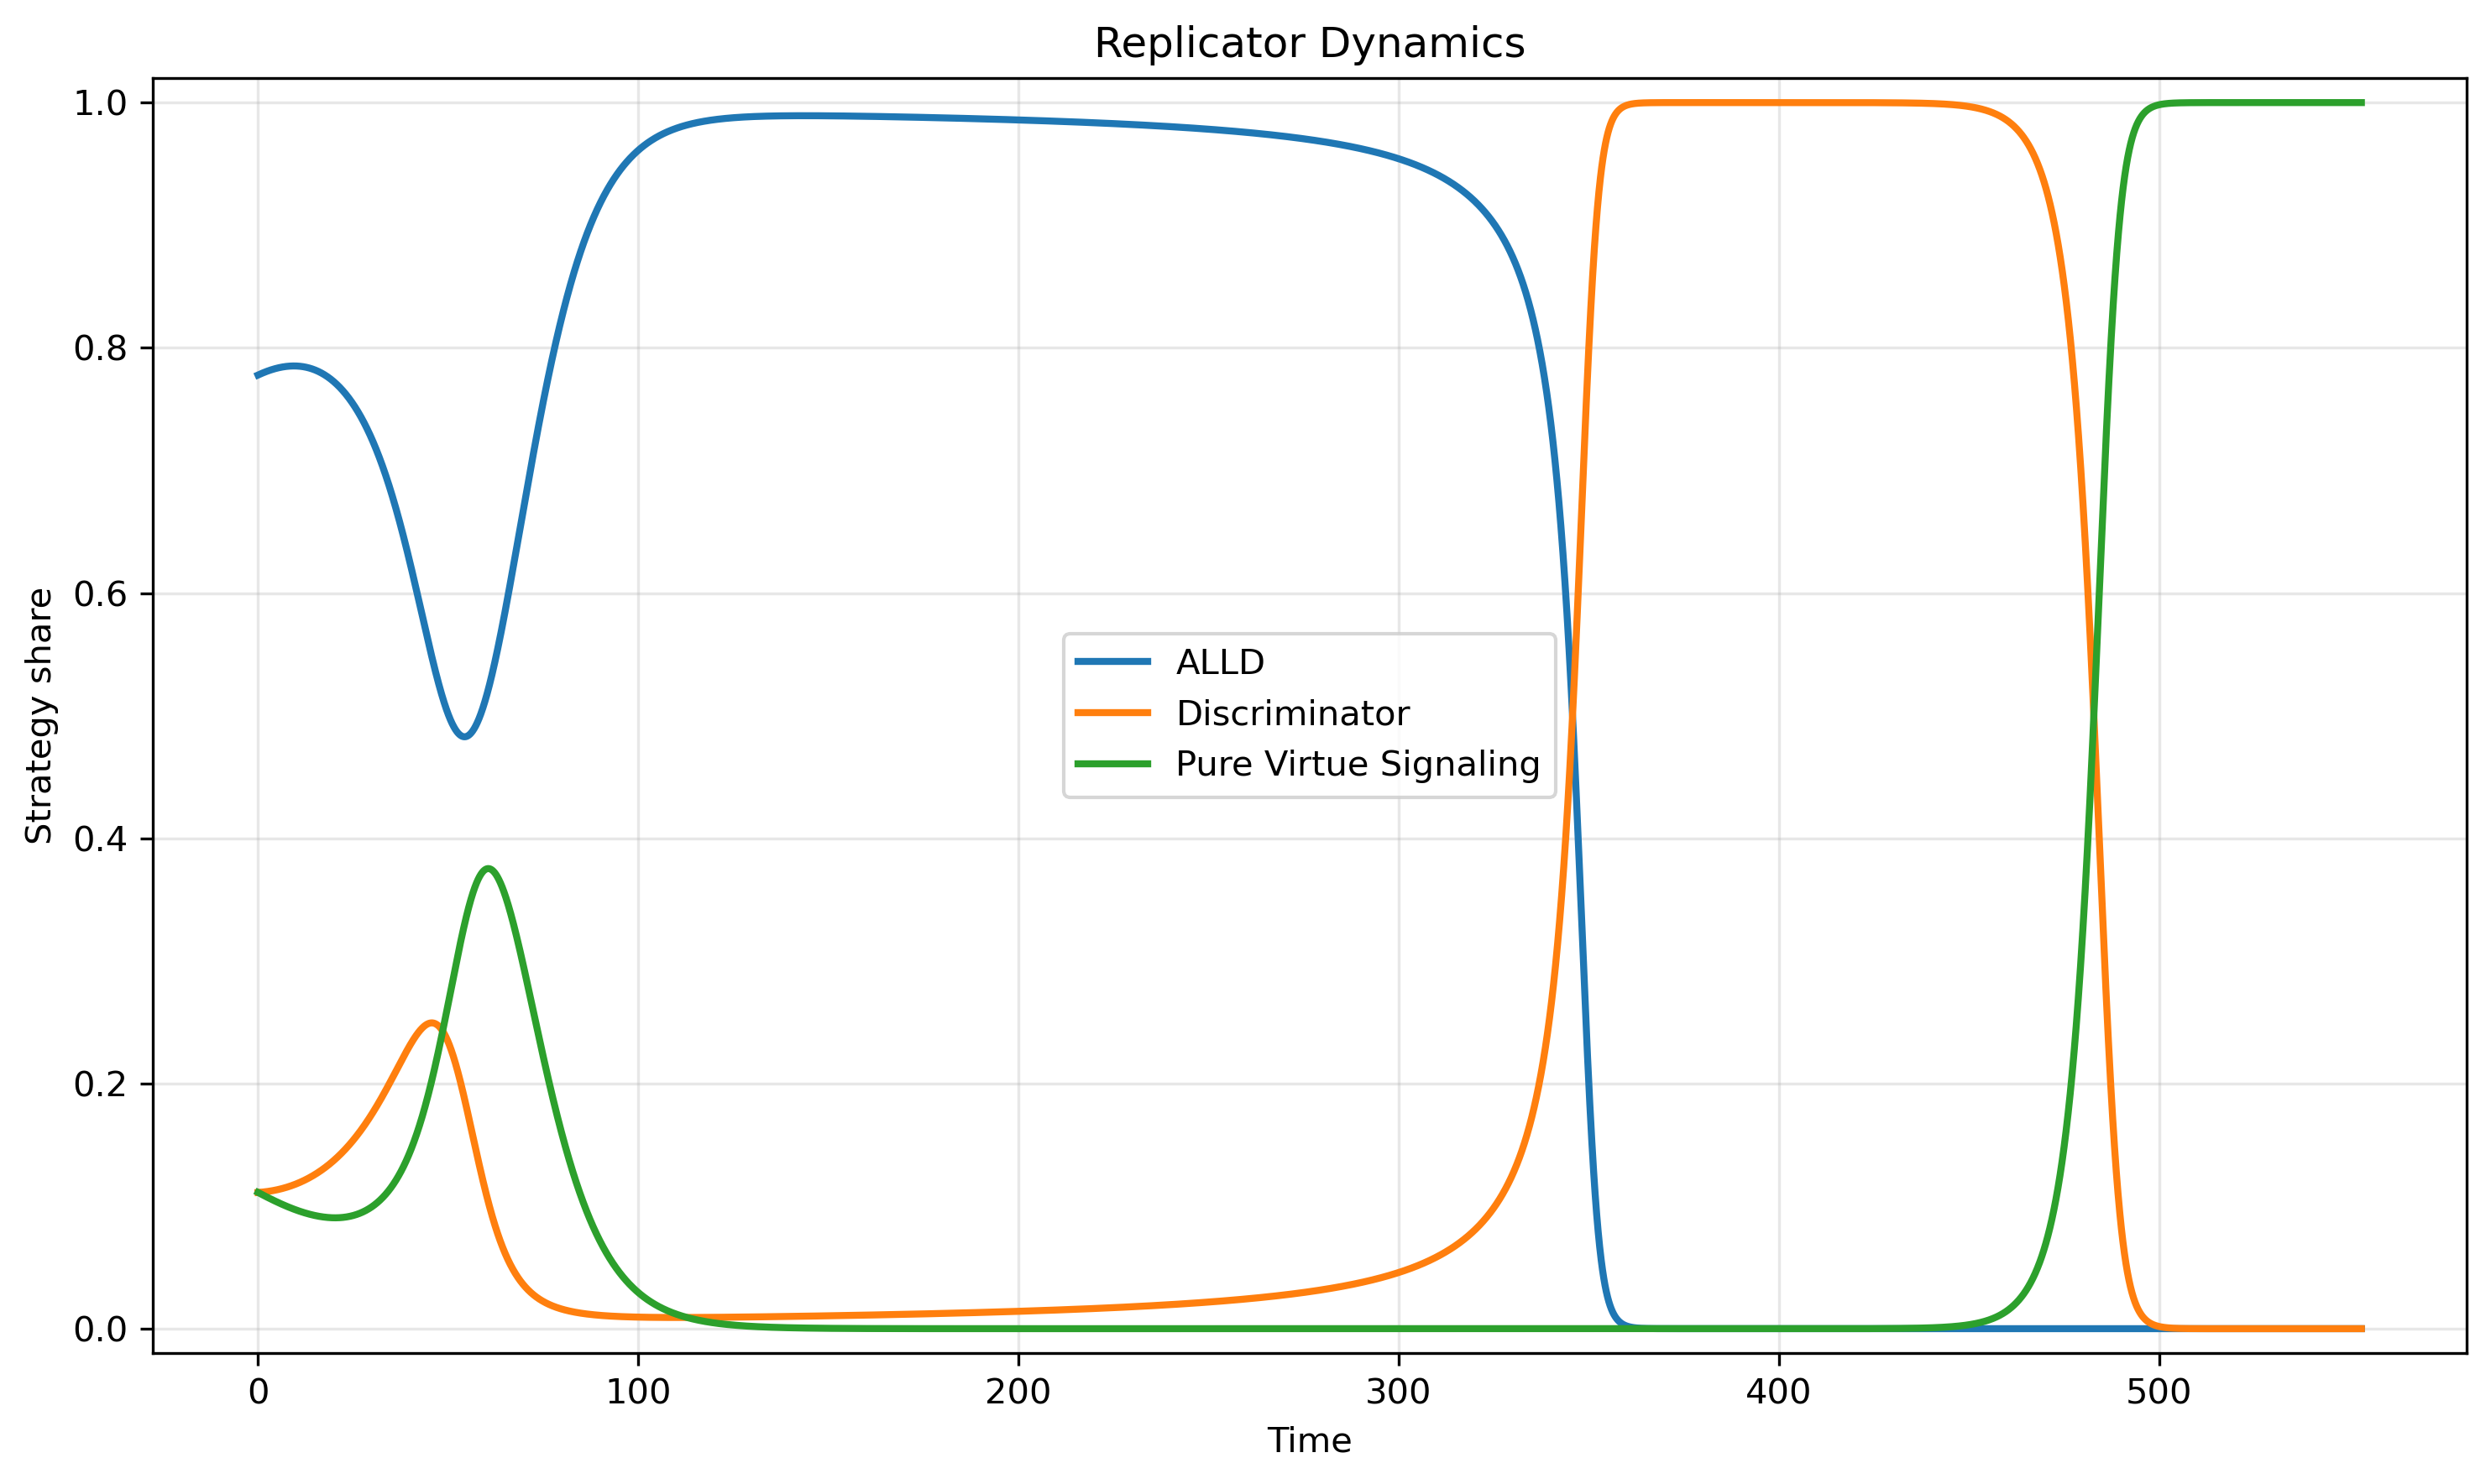 Replicator Dynamics
Strategy share
1.0
0.8
0.6
0.4
0.2
0.0
ALLD
Discriminator
Pure Virtue Signaling
0
100
200
300
400
500
Time